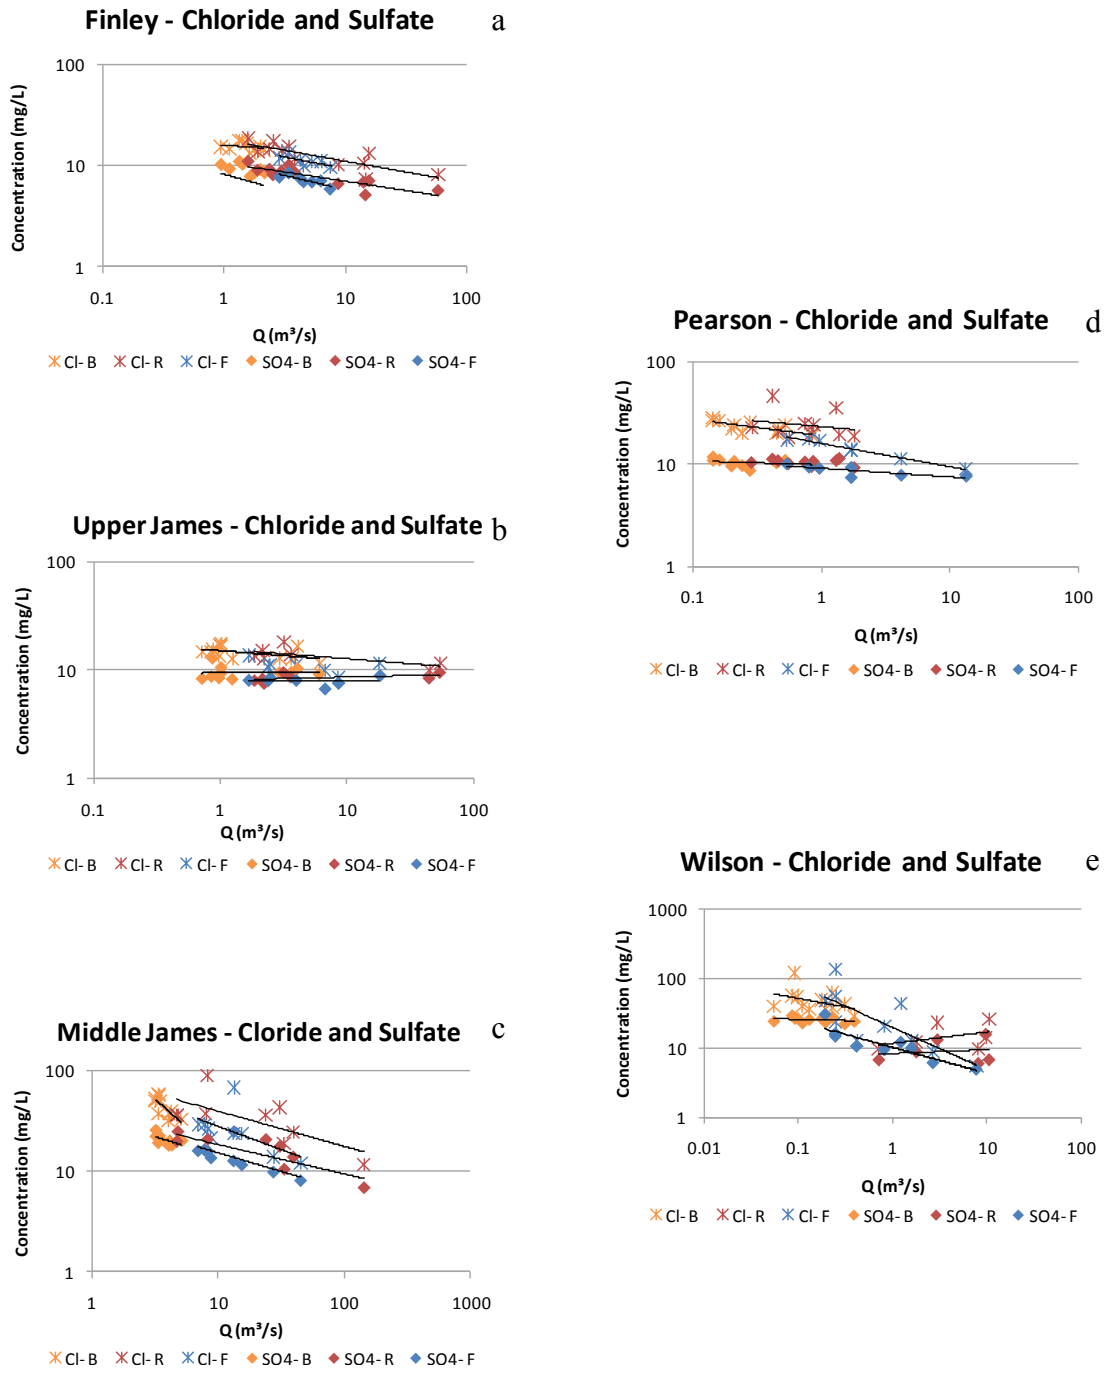 Finley - Chloride and Sulfate a
Concentration (mg/L)
100
10
1
0.1 1 10 100
Q (m³/s)
Cl- B Cl- R Cl- F SO4- B SO4- R SO4- F
Upper James - Chloride and Sulfate b
Concentration (mg/L)
100
10
1
0.1 1 10 100
Q (m³/s)
Cl- B Cl- R Cl- F SO4- B SO4- R SO4- F
Middle James - Cloride and Sulfate c
Concentration (mg/L)
100
10
1
1 10 100 1000
Q (m³/s)
Cl- B Cl- R Cl- F SO4- B SO4- R SO4- F
Pearson - Chloride and Sulfate d
Concentration (mg/L)
100
10
1
0.1 1 10 100
Q (m³/s)
Cl- B Cl- R Cl- F SO4- B SO4- R SO4- F
Wilson - Chloride and Sulfate e
Concentration (mg/L)
1000
100
10
1
0.01 0.1 1 10 100
Q (m³/s)
Cl- B Cl- R Cl- F SO4- B SO4- R SO4- F